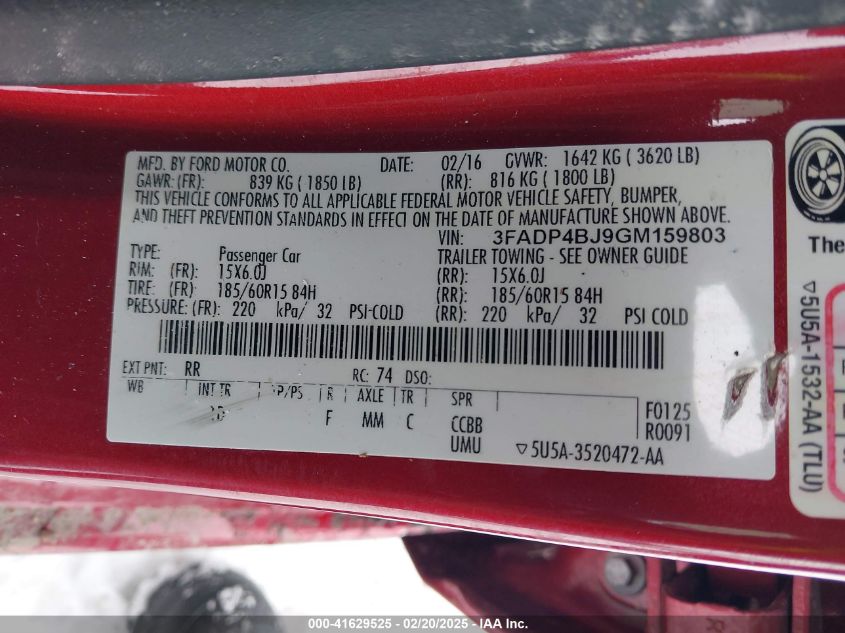 MFD. BY FORD MOTOR CO. DATE: 02/16 GVWR: 1642 KG ( 3620 LB)
GAWR: (FR): 839 KG ( 1850 LB) (RR): 816 KG ( 1800 LB)
THIS VEHICLE CONFORMS TO ALL APPLICABLE FEDERAL MOTOR VEHICLE SAFETY, BUMPER,
AND THEFT PREVENTION STANDARDS IN EFFECT ON THE DATE OF MANUFACTURE SHOWN ABOVE.
VIN: 3FADP4BJ9GM159803
TYPE: Passenger Car TRAILER TOWING - SEE OWNER GUIDE
RIM: (FR): 15X6.0J (RR): 15X6.0J
TIRE: (FR): 185/60R15 84H (RR): 185/60R15 84H
PRESSURE: (FR): 220 kPa/ 32 PSI-COLD (RR): 220 kPa/ 32 PSI COLD
EXT PNT: RR RC: 74 DSO:
WB INT TR TP/PS R AXLE TR SPR F0125
F MM C CCBB R0091
UMU ▽5U5A-3520472-AA
The
▽5U5A-1532-AA (TLU)
000-41629525 - 02/20/2025 - IAA Inc.